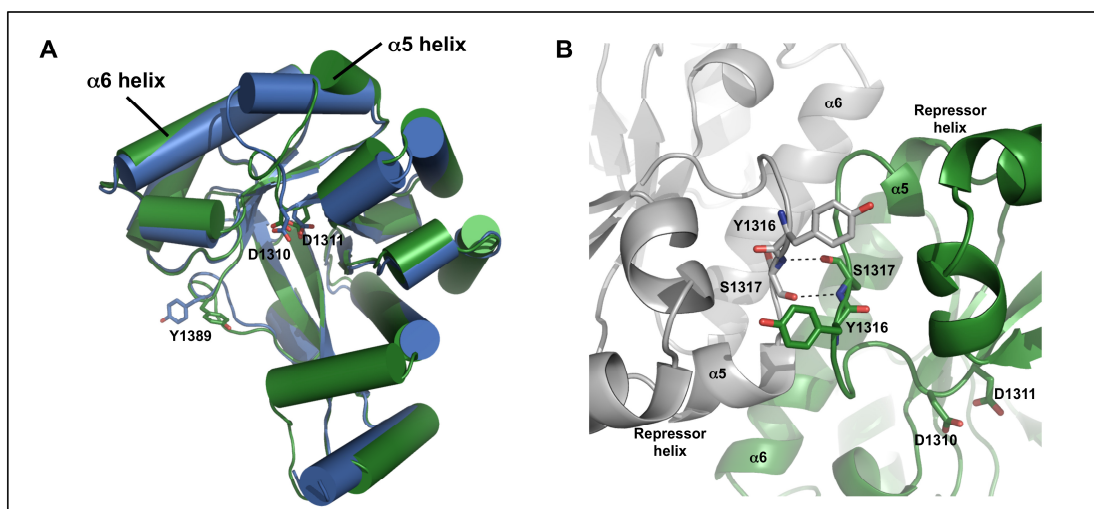 A
α5 helix
α6 helix
D1311
D1310
Y1389
B
α6
Repressor
helix
α5
Y1316
S1317
S1317
Y1316
α5
D1311
D1310
Repressor
helix
α6